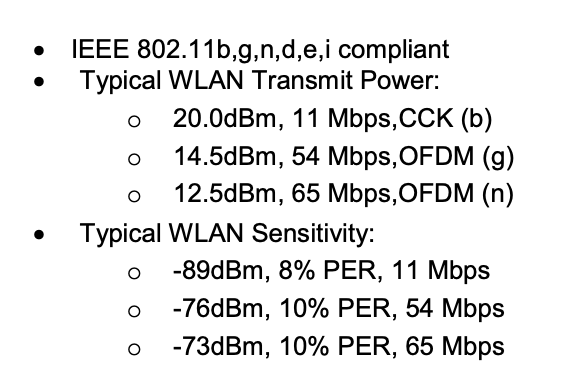 • IEEE 802.11b,g,n,d,e,i compliant
• Typical WLAN Transmit Power:
o 20.0dBm, 11 Mbps,CCK (b)
o 14.5dBm, 54 Mbps,OFDM (g)
o 12.5dBm, 65 Mbps,OFDM (n)
• Typical WLAN Sensitivity:
o -89dBm, 8% PER, 11 Mbps
o -76dBm, 10% PER, 54 Mbps
o -73dBm, 10% PER, 65 Mbps